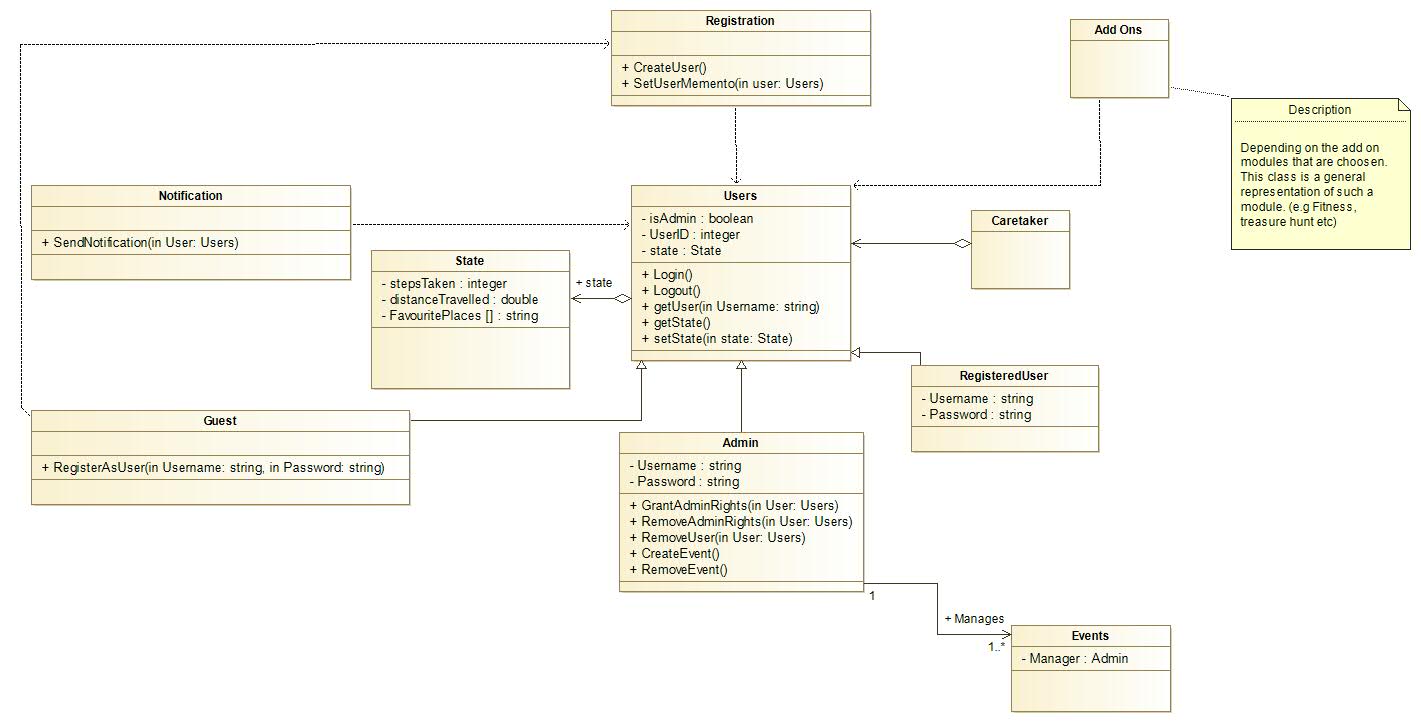 Registration
+ CreateUser()
+ SetUserMemento(in user: Users)
Add Ons
Description
Depending on the add on
modules that are choosen.
This class is a general
representation of such a
module. (e.g Fitness,
treasure hunt etc)
Notification
+ SendNotification(in User: Users)
Users
- isAdmin : boolean
- UserID : integer
- state : State
+ Login()
+ Logout()
+ getUser(in Username: string)
+ getState()
+ setState(in state: State)
Caretaker
State
- stepsTaken : integer
- distanceTravelled : double
- FavouritePlaces [] : string
+ state
RegisteredUser
- Username : string
- Password : string
Guest
+ RegisterAsUser(in Username: string, in Password: string)
Admin
- Username : string
- Password : string
+ GrantAdminRights(in User: Users)
+ RemoveAdminRights(in User: Users)
+ RemoveUser(in User: Users)
+ CreateEvent()
+ RemoveEvent()
1
+ Manages
1..*
Events
- Manager : Admin